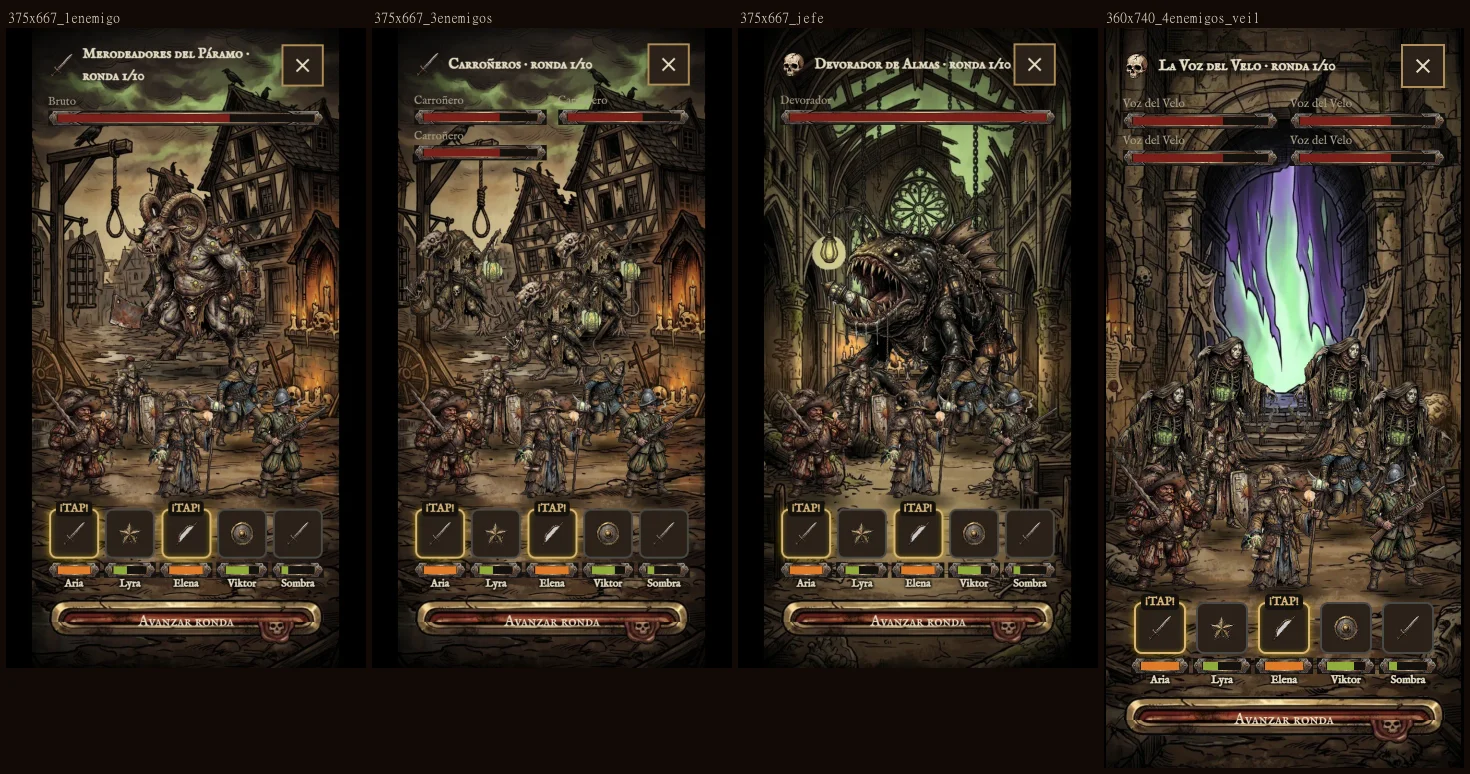 375x667_1enemigo
Merodeadores del Páramo ·
ronda 1/10
Bruto
¡TAP! ¡TAP!
Aria Lyra Elena Viktor Sombra
Avanzar ronda
375x667_3enemigos
Carroñeros · ronda 1/10
Carroñero Carroñero
Carroñero
¡TAP! ¡TAP!
Aria Lyra Elena Viktor Sombra
Avanzar ronda
375x667_jefe
Devorador de Almas · ronda 1/10
Devorador
¡TAP! ¡TAP!
Aria Lyra Elena Viktor Sombra
Avanzar ronda
360x740_4enemigos_veil
La Voz del Velo · ronda 1/10
Voz del Velo Voz del Velo
Voz del Velo Voz del Velo
¡TAP! ¡TAP!
Aria Lyra Elena Viktor Sombra
Avanzar ronda